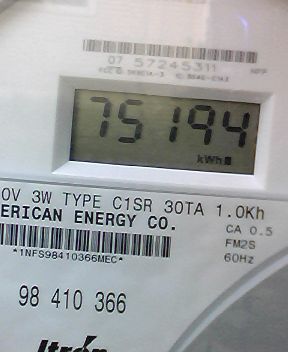 07 57245311
75194
kWh
0V 3W TYPE C1SR 30TA 1.0Kh
ERICAN ENERGY CO.
CA 0.5
FM2S
60Hz
*1NFS98410366MEC*
98 410 366
Itrón